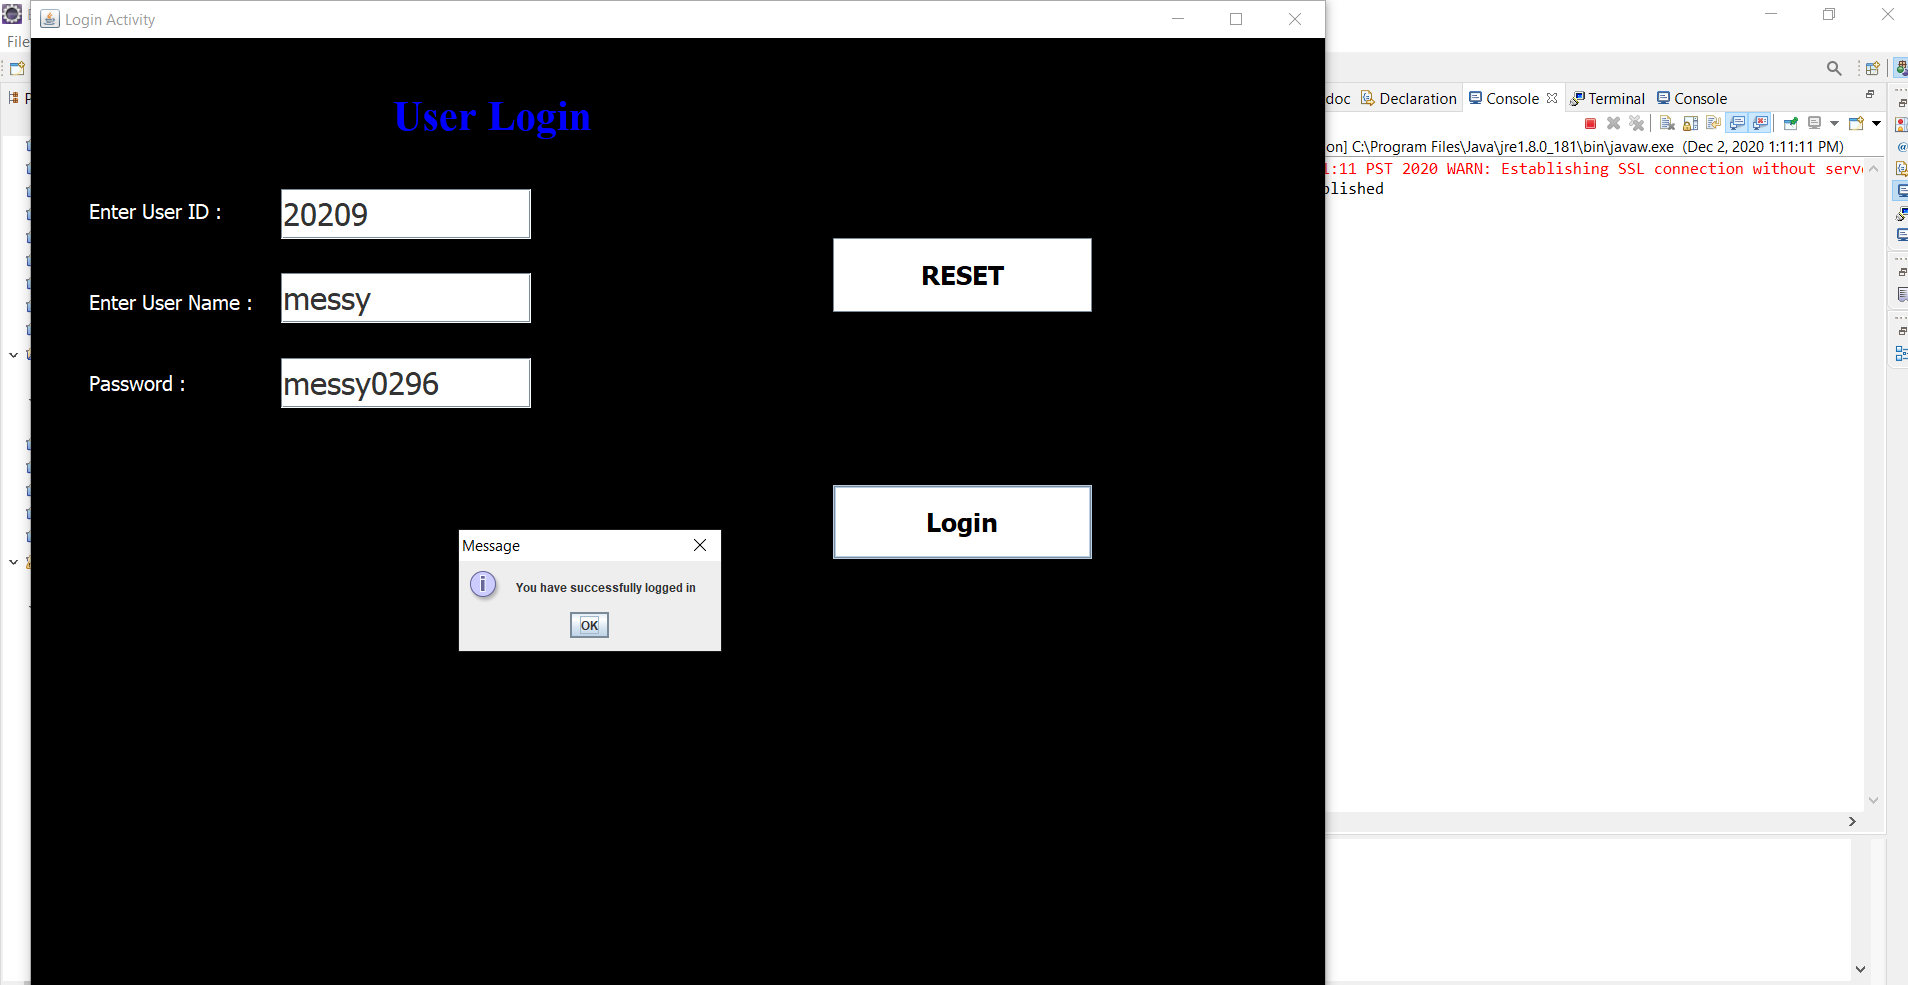 Login Activity
File
User Login
Enter User ID :
20209
Enter User Name :
messy
Password :
messy0296
RESET
Login
Message
You have successfully logged in
OK
doc Declaration Console Terminal Console
on] C:\Program Files\Java\jre1.8.0_181\bin\javaw.exe (Dec 2, 2020 1:11:11 PM)
1:11 PST 2020 WARN: Establishing SSL connection without serv
blished